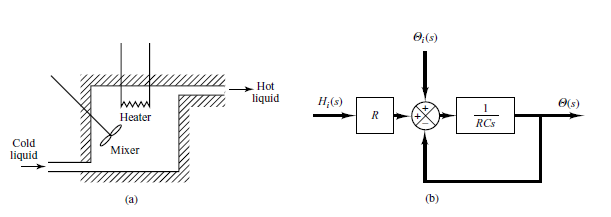 Hot
liquid
Heater
Cold
liquid
Mixer
(a)
Θi(s)
Hi(s)
R
+
+
−
1
RCs
Θ(s)
(b)